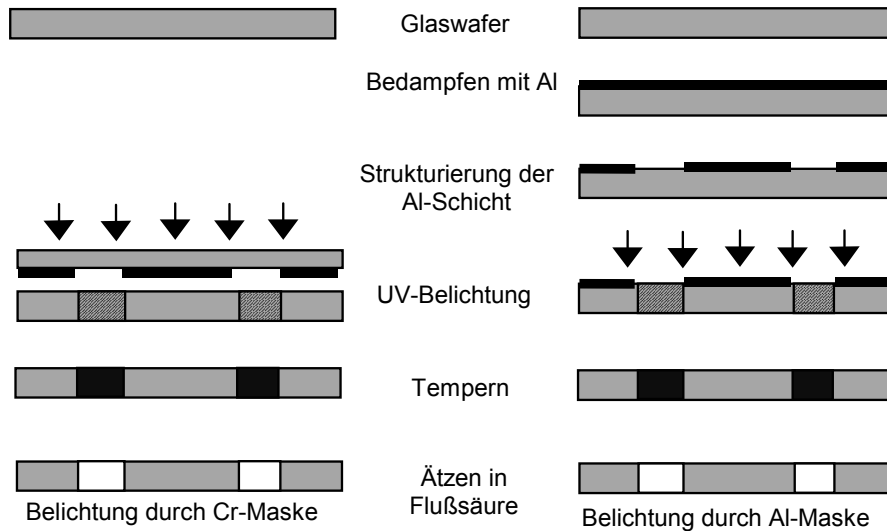 Glaswafer
Bedampfen mit Al
Strukturierung der
Al-Schicht
UV-Belichtung
Tempern
Ätzen in
Flußsäure
Belichtung durch Cr-Maske
Belichtung durch Al-Maske